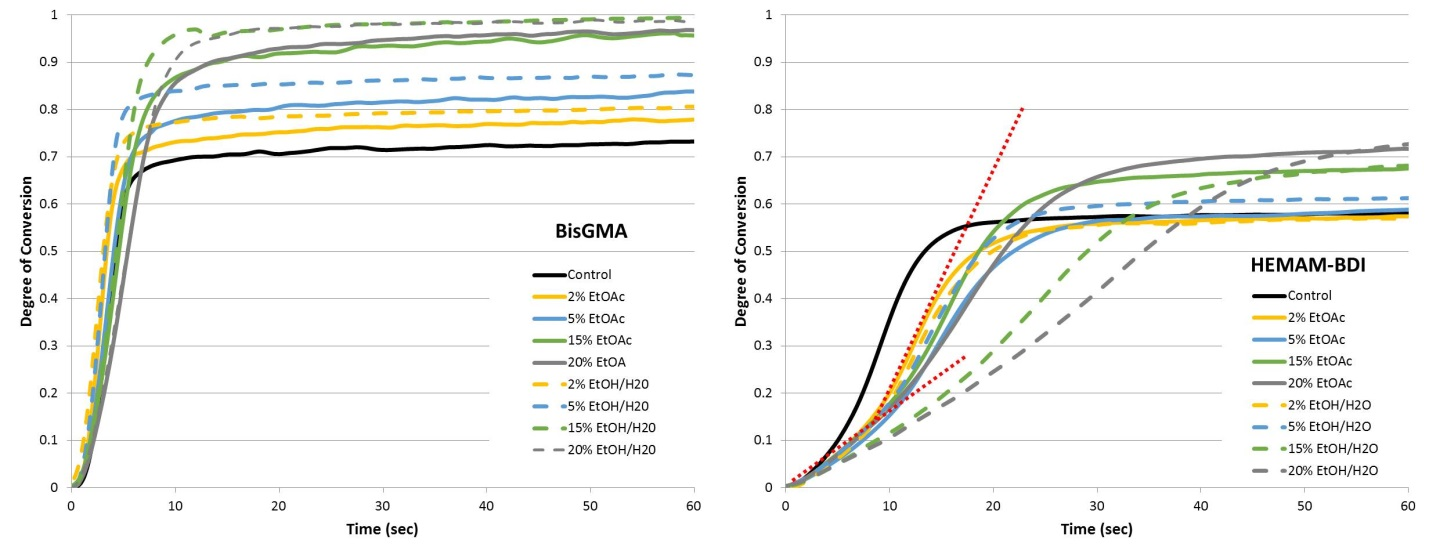 Degree of Conversion
1
0.9
0.8
0.7
0.6
0.5
0.4
0.3
0.2
0.1
0
0 10 20 30 40 50 60
Time (sec)
BisGMA
Control
2% EtOAc
5% EtOAc
15% EtOAc
20% EtOA
2% EtOH/H20
5% EtOH/H20
15% EtOH/H20
20% EtOH/H20
Degree of Conversion
1
0.9
0.8
0.7
0.6
0.5
0.4
0.3
0.2
0.1
0
0 10 20 30 40 50 60
Time (sec)
HEMAM-BDI
Control
2% EtOAc
5% EtOAc
15% EtOAc
20% EtOAc
2% EtOH/H2O
5% EtOH/H2O
15% EtOH/H2O
20% EtOH/H2O